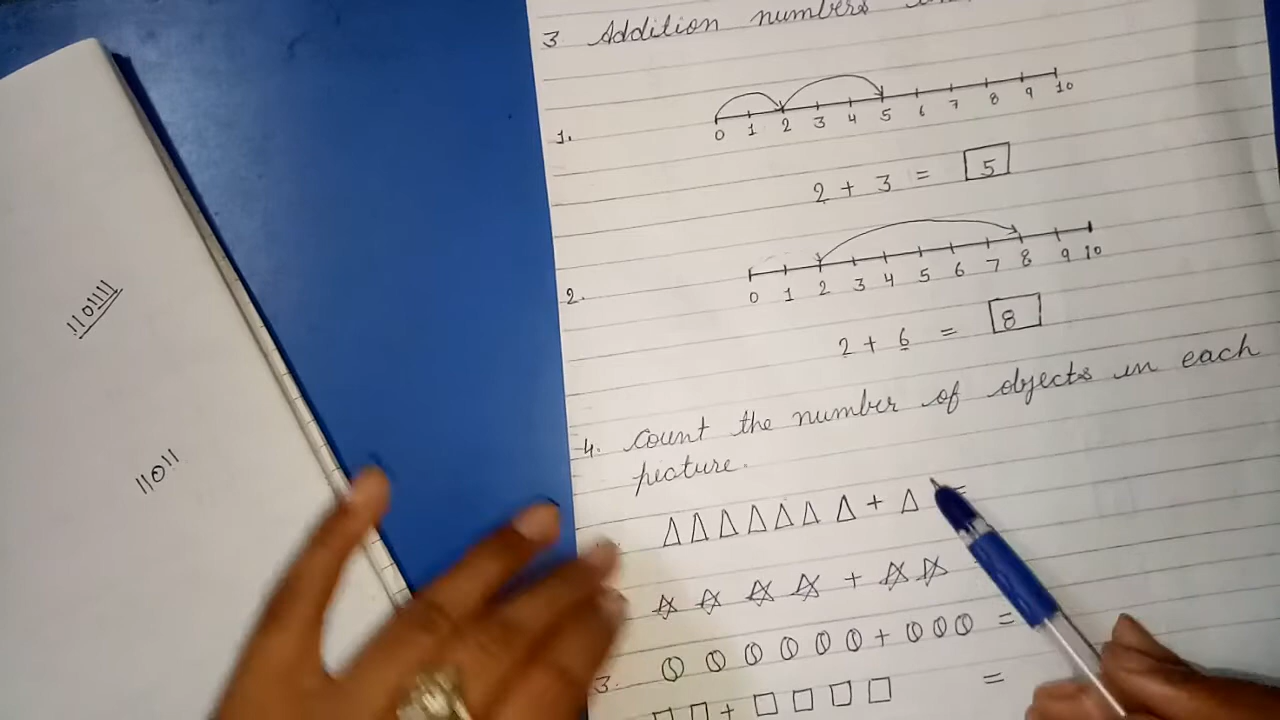 3 Addition numbers
1.
0 1 2 3 4 5 6 7 8 9 10
2 + 3 = 5
2.
0 1 2 3 4 5 6 7 8 9 10
2 + 6 = 8
4. Count the number of objects in each
picture.
+ =
+
3. + =
+ =